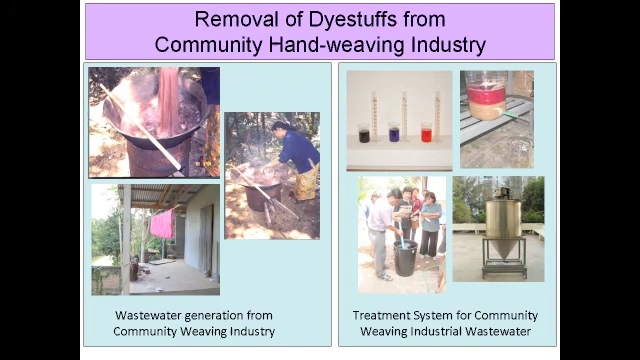 Removal of Dyestuffs from
Community Hand-weaving Industry
Wastewater generation from
Community Weaving Industry
Treatment System for Community
Weaving Industrial Wastewater